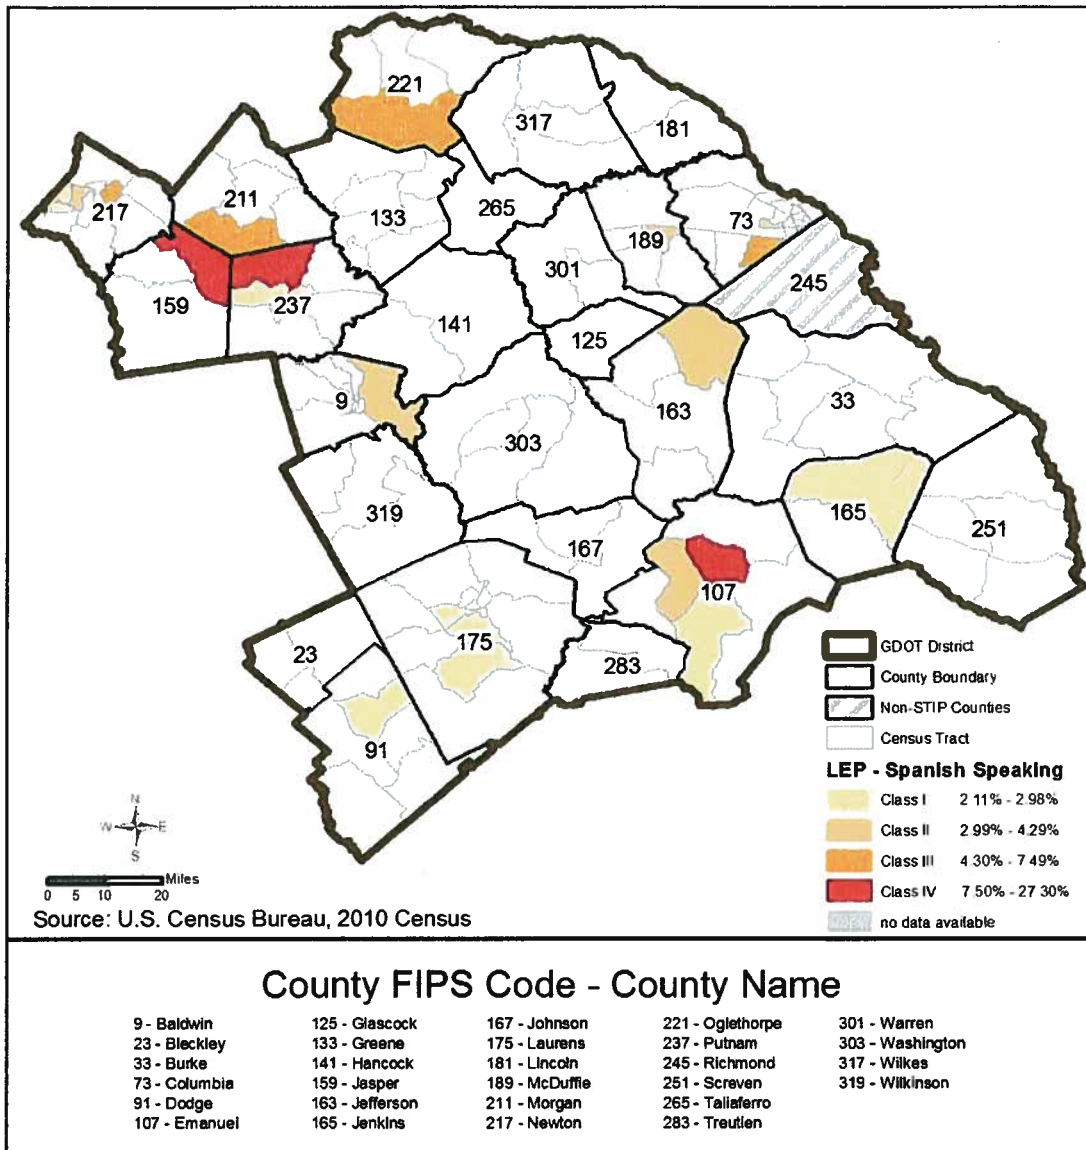 221
317
181
211
217
133
265
73
189
301
245
159
237
141
125
9
163
33
303
319
165
251
167
107
175
23
283
91
GDOT District
County Boundary
Non-STIP Counties
Census Tract
LEP - Spanish Speaking
Class I 2.11% - 2.98%
Class II 2.99% - 4.29%
Class III 4.30% - 7.49%
Class IV 7.50% - 27.30%
no data available
N
W E
S
Miles
0 5 10 20
Source: U.S. Census Bureau, 2010 Census
County FIPS Code - County Name
9 - Baldwin
23 - Bleckley
33 - Burke
73 - Columbia
91 - Dodge
107 - Emanuel
125 - Glascock
133 - Greene
141 - Hancock
159 - Jasper
163 - Jefferson
165 - Jenkins
167 - Johnson
175 - Laurens
181 - Lincoln
189 - McDuffie
211 - Morgan
217 - Newton
221 - Oglethorpe
237 - Putnam
245 - Richmond
251 - Screven
265 - Taliaferro
283 - Treutlen
301 - Warren
303 - Washington
317 - Wilkes
319 - Wilkinson